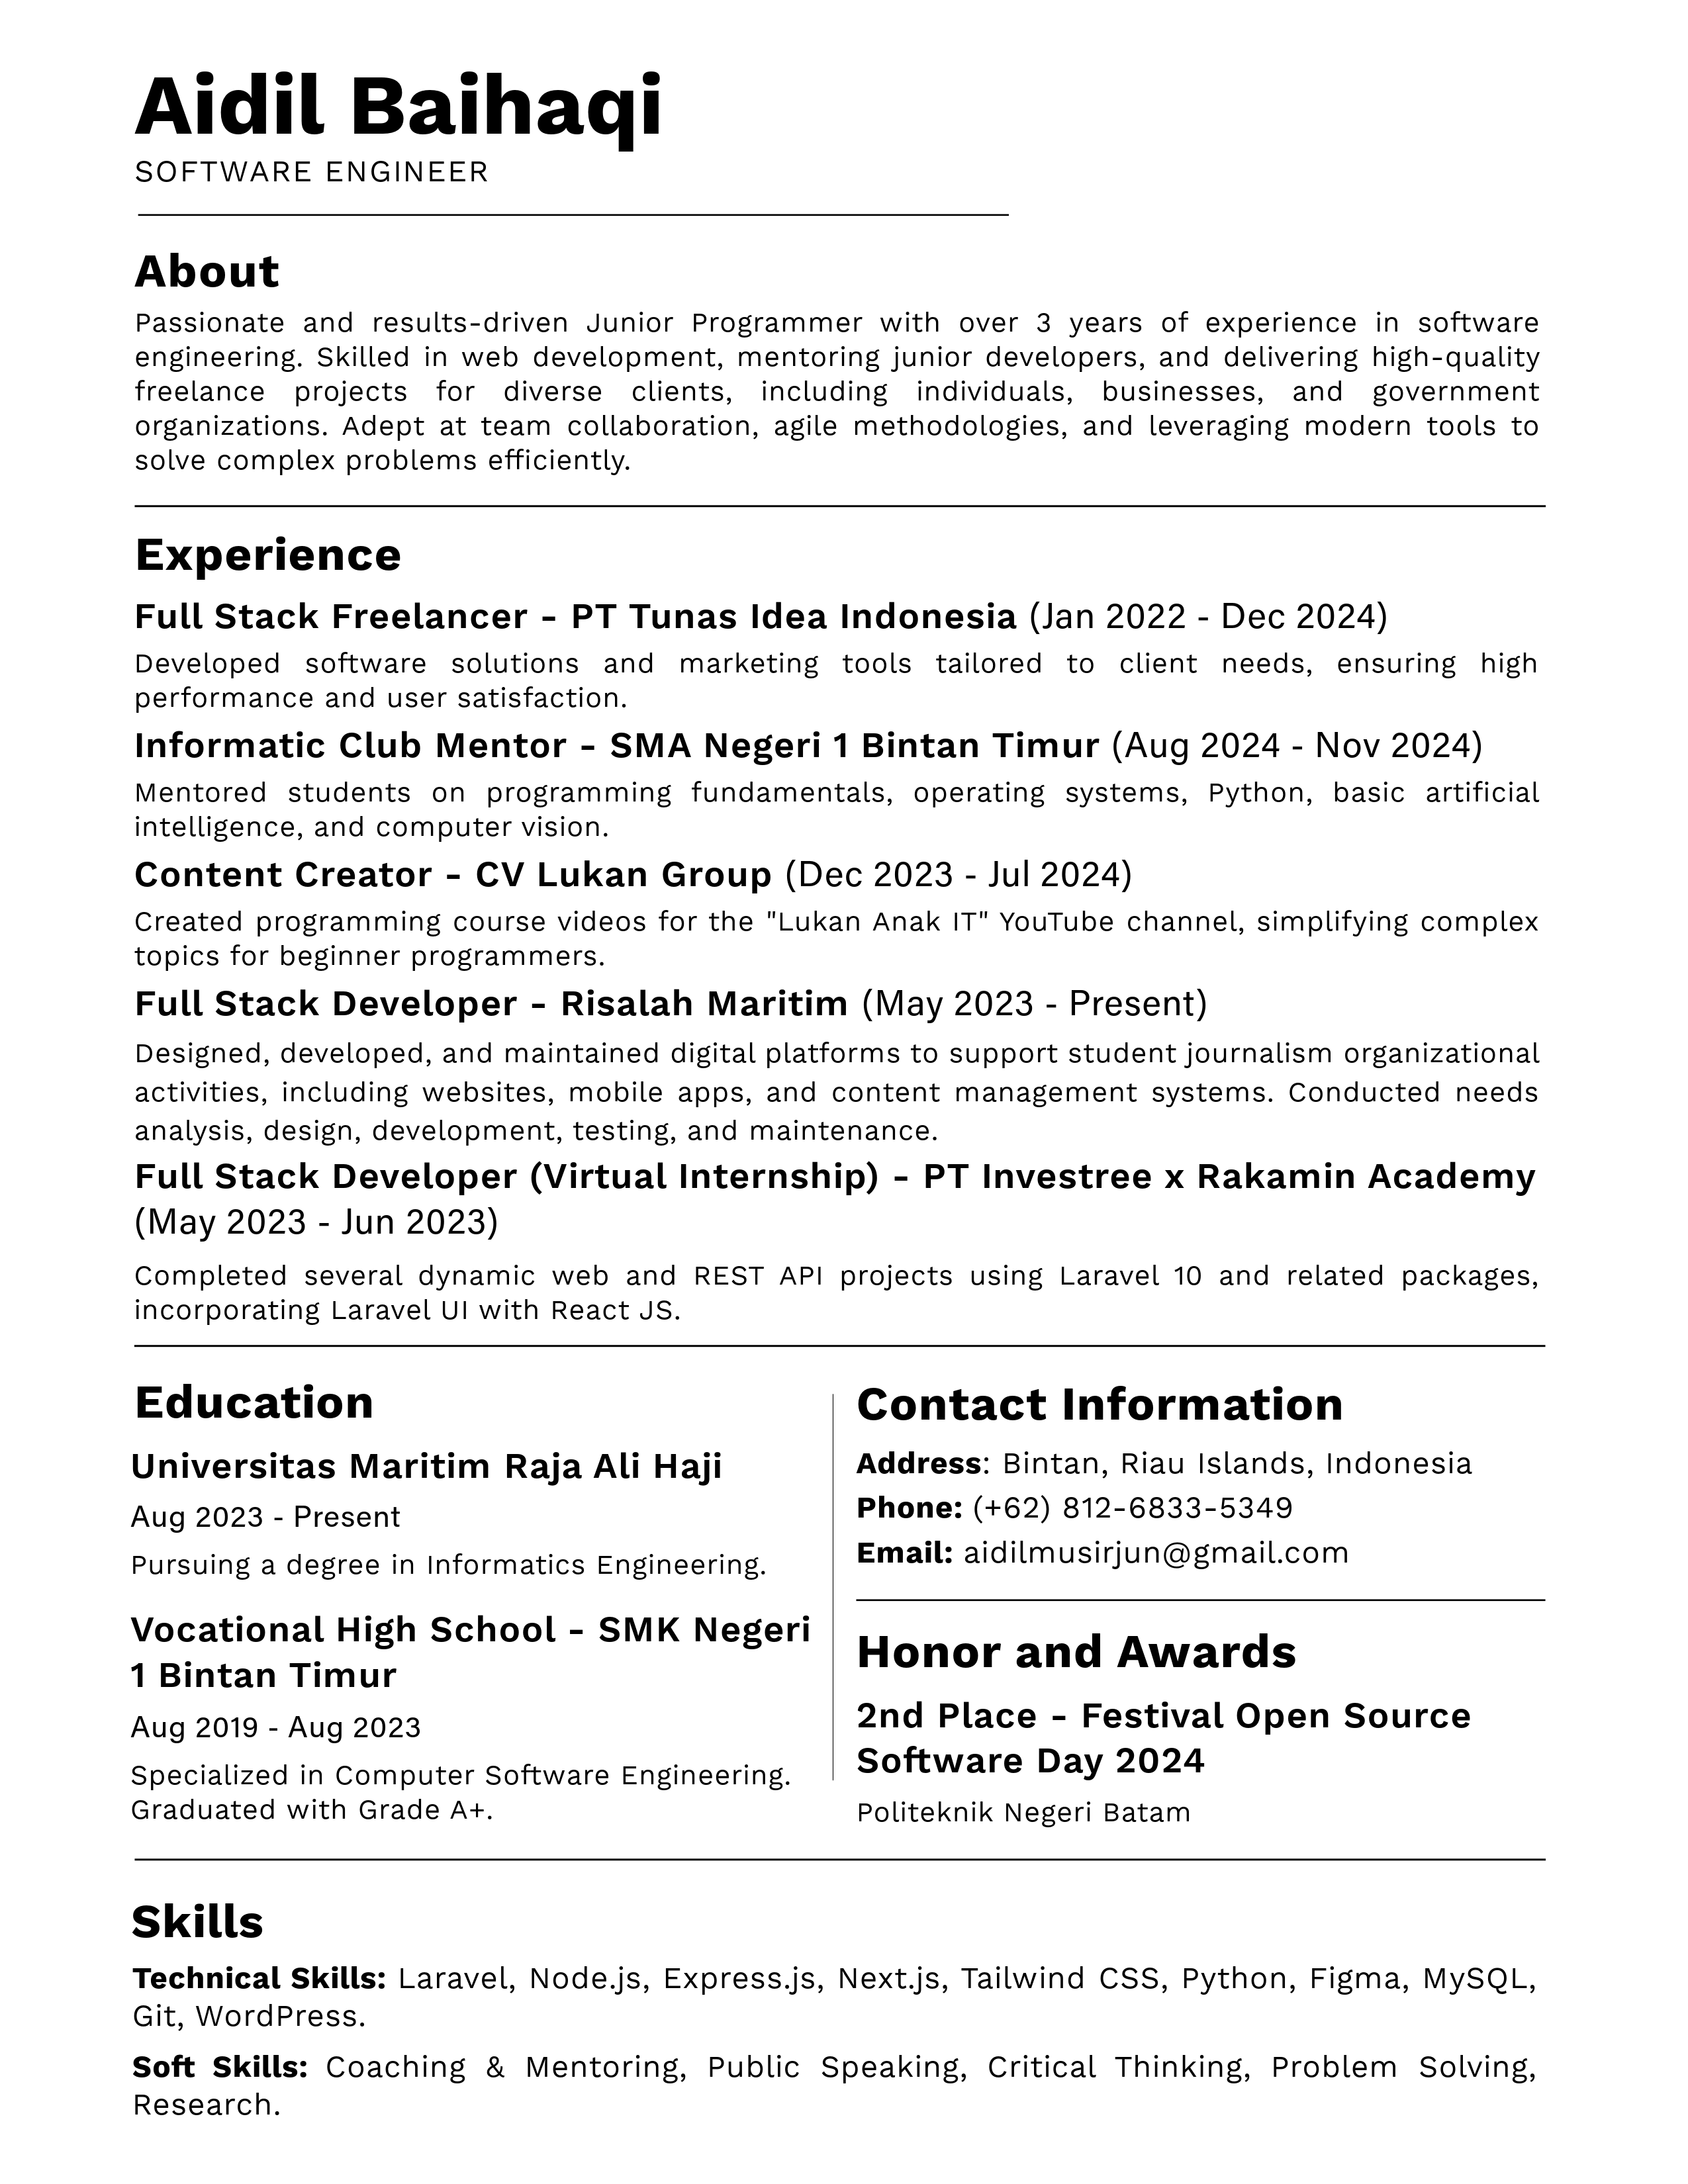 Aidil Baihaqi
SOFTWARE ENGINEER
About
Passionate and results-driven Junior Programmer with over 3 years of experience in software
engineering. Skilled in web development, mentoring junior developers, and delivering high-quality
freelance projects for diverse clients, including individuals, businesses, and government
organizations. Adept at team collaboration, agile methodologies, and leveraging modern tools to
solve complex problems efficiently.
Experience
Full Stack Freelancer - PT Tunas Idea Indonesia (Jan 2022 - Dec 2024)
Developed software solutions and marketing tools tailored to client needs, ensuring high
performance and user satisfaction.
Informatic Club Mentor - SMA Negeri 1 Bintan Timur (Aug 2024 - Nov 2024)
Mentored students on programming fundamentals, operating systems, Python, basic artificial
intelligence, and computer vision.
Content Creator - CV Lukan Group (Dec 2023 - Jul 2024)
Created programming course videos for the "Lukan Anak IT" YouTube channel, simplifying complex
topics for beginner programmers.
Full Stack Developer - Risalah Maritim (May 2023 - Present)
Designed, developed, and maintained digital platforms to support student journalism organizational
activities, including websites, mobile apps, and content management systems. Conducted needs
analysis, design, development, testing, and maintenance.
Full Stack Developer (Virtual Internship) - PT Investree x Rakamin Academy
(May 2023 - Jun 2023)
Completed several dynamic web and REST API projects using Laravel 10 and related packages,
incorporating Laravel UI with React JS.
Education
Universitas Maritim Raja Ali Haji
Aug 2023 - Present
Pursuing a degree in Informatics Engineering.
Vocational High School - SMK Negeri
1 Bintan Timur
Aug 2019 - Aug 2023
Specialized in Computer Software Engineering.
Graduated with Grade A+.
Contact Information
Address: Bintan, Riau Islands, Indonesia
Phone: (+62) 812-6833-5349
Email: aidilmusirjun@gmail.com
Honor and Awards
2nd Place - Festival Open Source
Software Day 2024
Politeknik Negeri Batam
Skills
Technical Skills: Laravel, Node.js, Express.js, Next.js, Tailwind CSS, Python, Figma, MySQL,
Git, WordPress.
Soft Skills: Coaching & Mentoring, Public Speaking, Critical Thinking, Problem Solving,
Research.